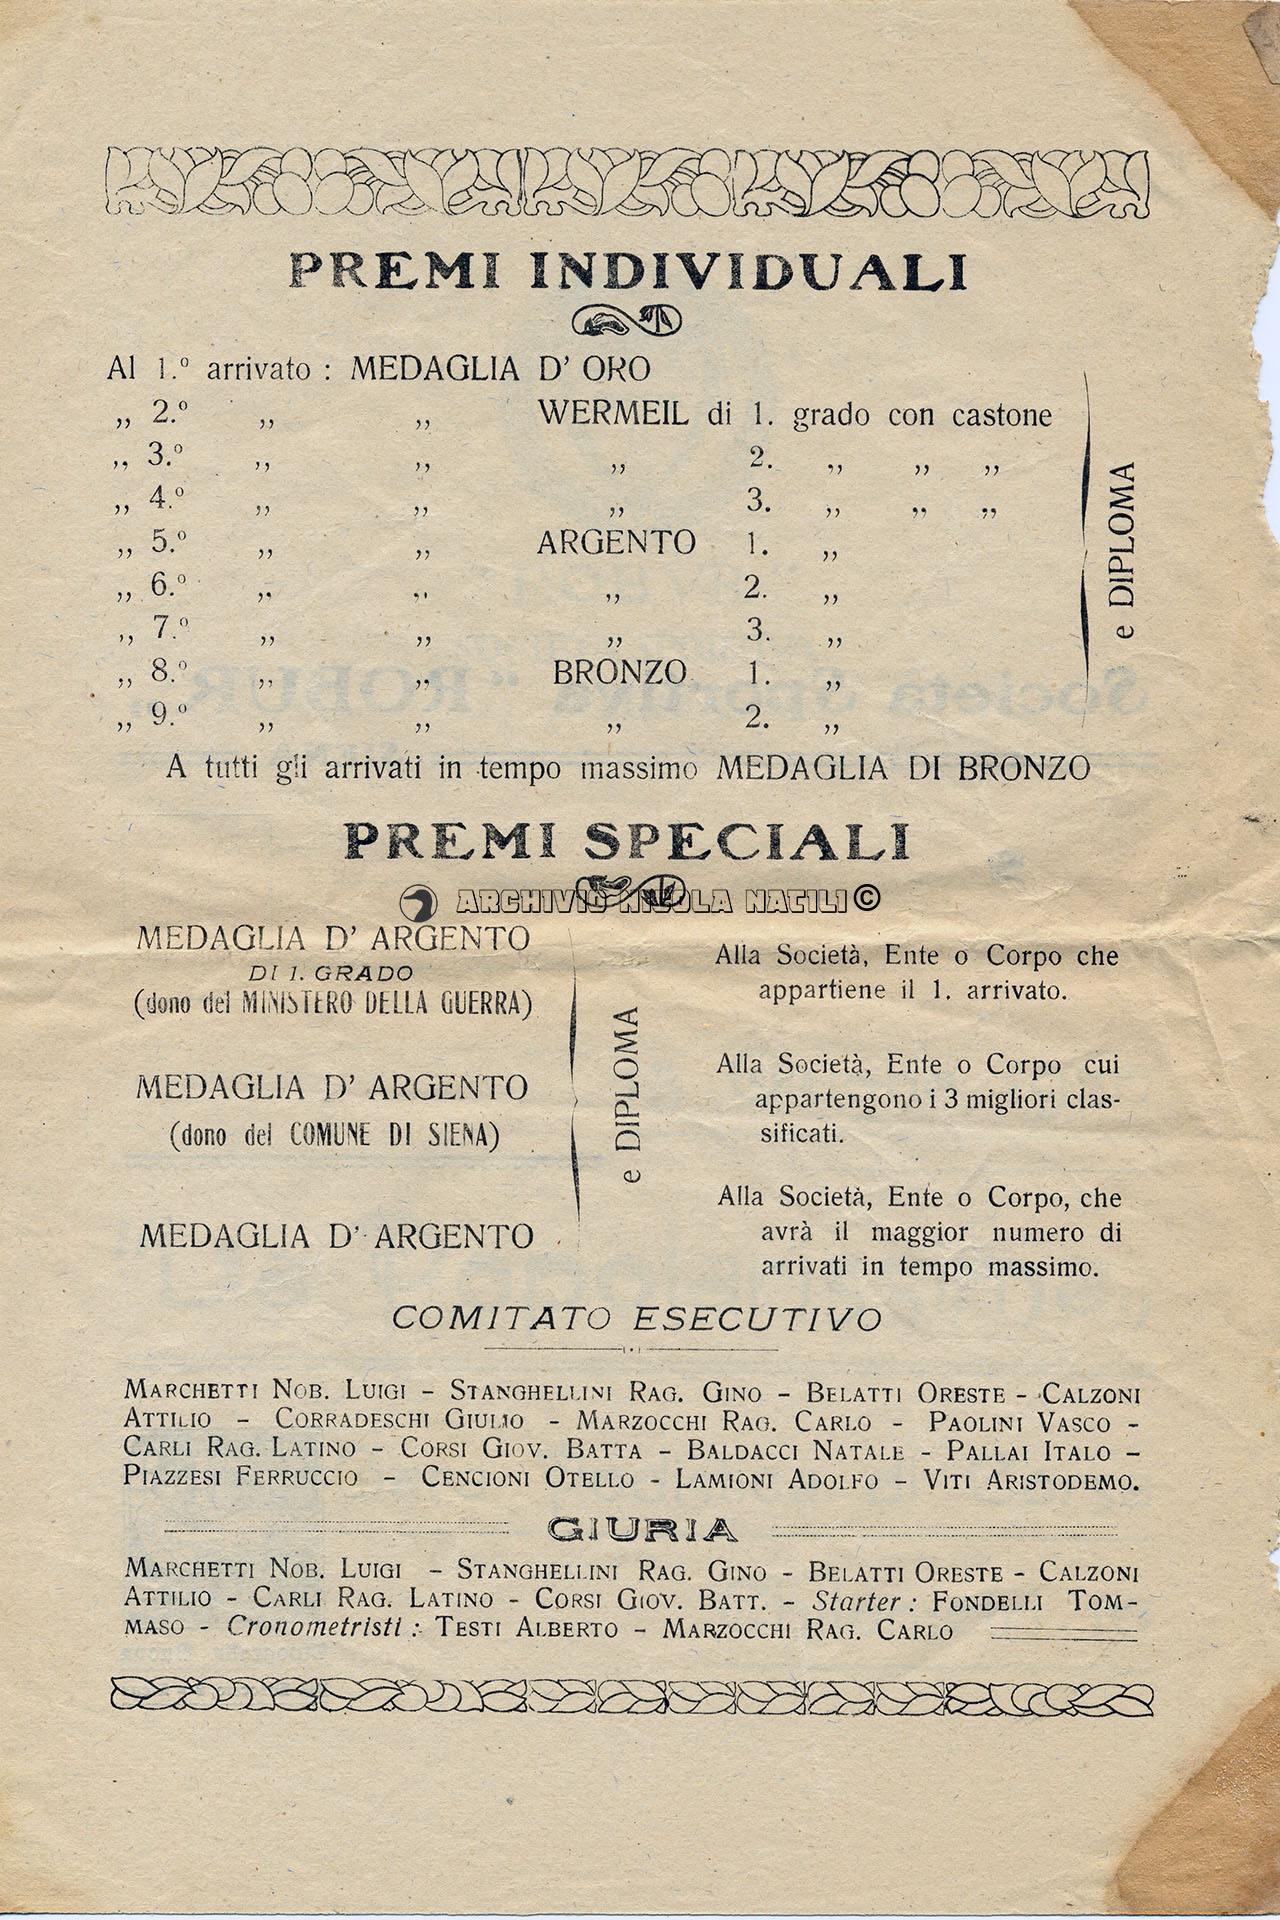 PREMI INDIVIDUALI
Al 1.º arrivato : MEDAGLIA D' ORO
,, 2.º ,, ,, WERMEIL di 1. grado con castone
,, 3.º ,, ,, ,, 2. ,, ,, ,,
,, 4.º ,, ,, ,, 3. ,, ,, ,,
,, 5.º ,, ,, ARGENTO 1. ,,
,, 6.º ,, ,, ,, 2. ,,
,, 7.º ,, ,, ,, 3. ,,
,, 8.º ,, ,, BRONZO 1. ,,
,, 9.º ,, ,, ,, 2. ,,
e DIPLOMA
A tutti gli arrivati in tempo massimo MEDAGLIA DI BRONZO
PREMI SPECIALI
ARCHIVIO NICOLA NATILI©
MEDAGLIA D' ARGENTO
DI 1. GRADO
(dono del MINISTERO DELLA GUERRA)
MEDAGLIA D' ARGENTO
(dono del COMUNE DI SIENA)
MEDAGLIA D' ARGENTO
e DIPLOMA
Alla Società, Ente o Corpo che
appartiene il 1. arrivato.
Alla Società, Ente o Corpo cui
appartengono i 3 migliori clas-
sificati.
Alla Società, Ente o Corpo, che
avrà il maggior numero di
arrivati in tempo massimo.
COMITATO ESECUTIVO
MARCHETTI NOB. LUIGI - STANGHELLINI RAG. GINO - BELATTI ORESTE - CALZONI
ATTILIO - CORRADESCHI GIULIO - MARZOCCHI RAG. CARLO - PAOLINI VASCO -
CARLI RAG. LATINO - CORSI GIOV. BATTA - BALDACCI NATALE - PALLAI ITALO -
PIAZZESI FERRUCCIO - CENCIONI OTELLO - LAMIONI ADOLFO - VITI ARISTODEMO.
GIURIA
MARCHETTI NOB. LUIGI - STANGHELLINI RAG. GINO - BELATTI ORESTE - CALZONI
ATTILIO - CARLI RAG. LATINO - CORSI GIOV. BATT. - Starter : FONDELLI TOM-
MASO - Cronometristi : TESTI ALBERTO - MARZOCCHI RAG. CARLO